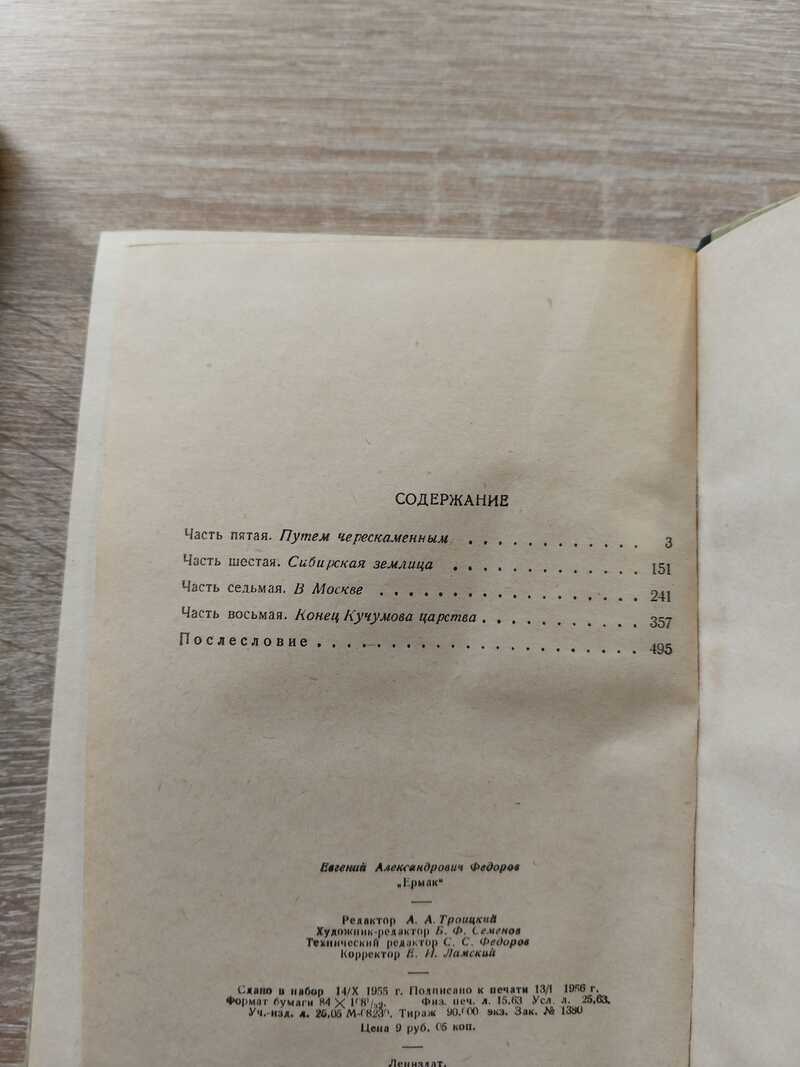 СОДЕРЖАНИЕ
Часть пятая. Путем черескаменным . . . . . . . . . . . . 3
Часть шестая. Сибирская землица . . . . . . . . . . . . . 151
Часть седьмая. В Москве . . . . . . . . . . . . . . . . . . 241
Часть восьмая. Конец Кучумова царства . . . . . . . . . . . 357
Послесловие . . . . . . . . . . . . . . . . . . . . . . 495
Евгений Александрович Федоров
„Ермак“
Редактор А. А. Троицкий
Художник-редактор Б. Ф. Семенов
Технический редактор С. С. Федоров
Корректор Ламский
Сдано в набор 14/X 1955 г. Подписано к печати 13/I 1956 г.
Формат бумаги 84 × 108¹/₃₂. Физ. печ. л. 15,63 Усл. л. 25,63.
Уч.-изд. л. 26,05 Тираж 90.000 экз. Зак. № 1380
Цена 9 руб. 05 коп.
Лениздат.